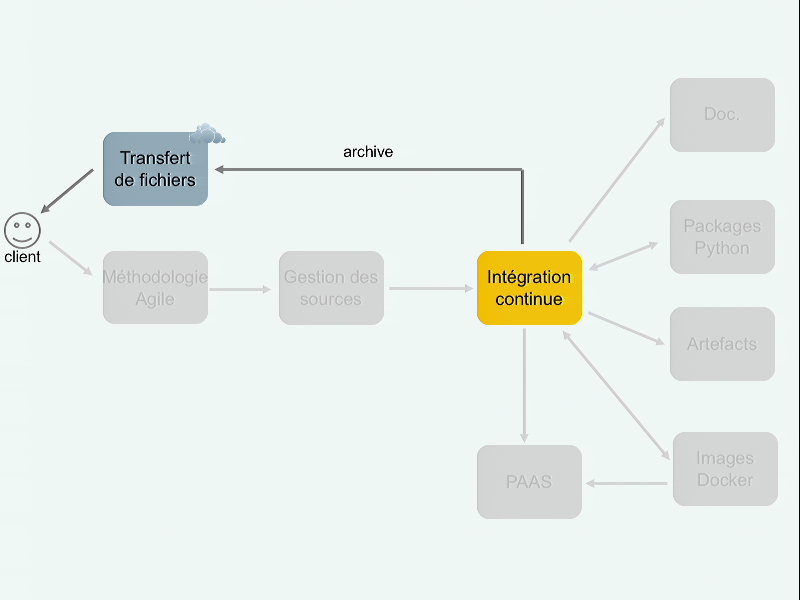 Doc.
archive
Transfert
de fichiers
Packages
Python
client
Méthodologie
Agile
Gestion des
sources
Intégration
continue
Artefacts
Images
Docker
PAAS